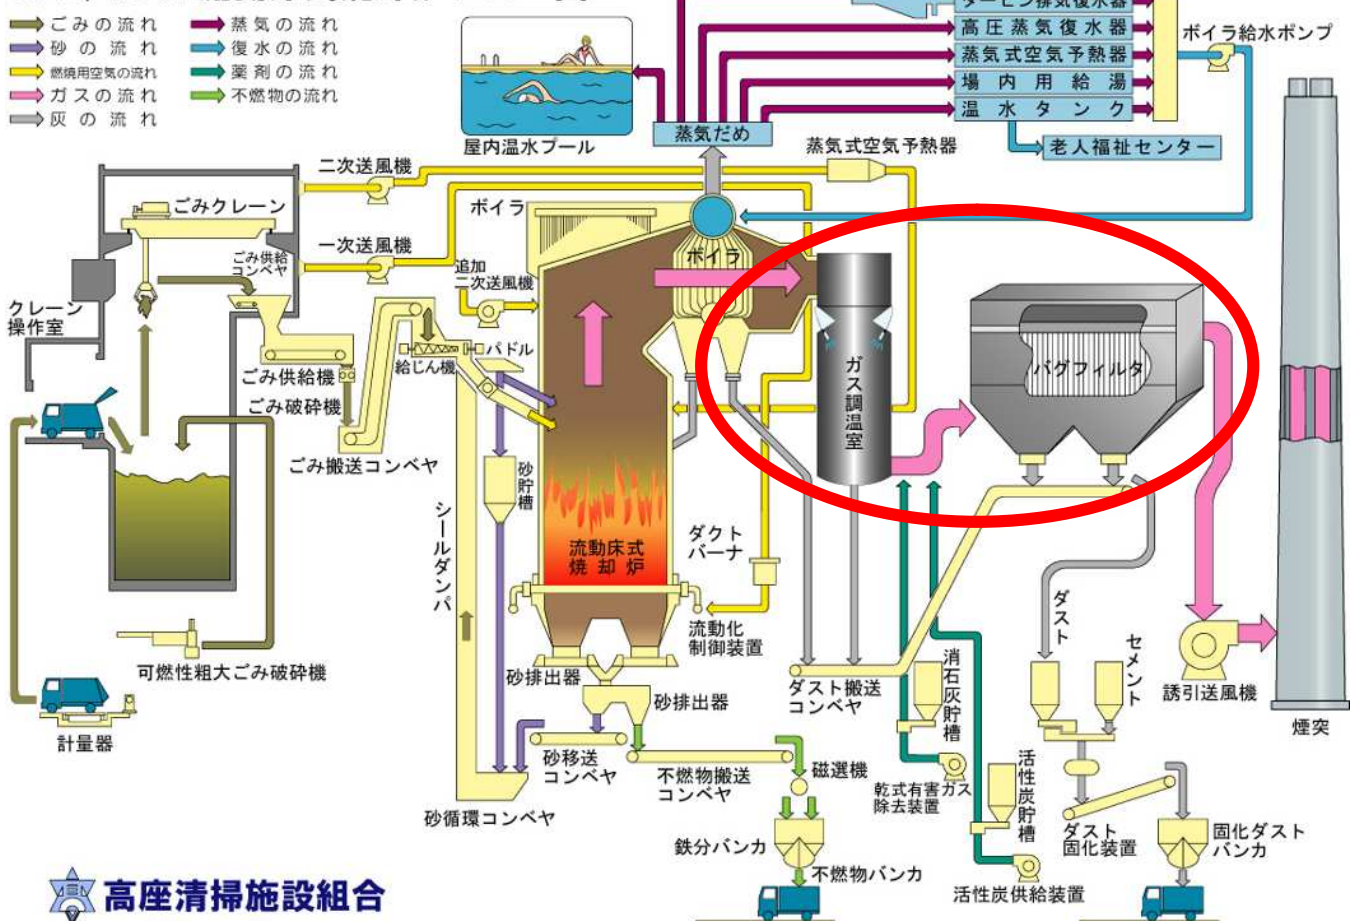 ごみの流れ
蒸気の流れ
砂の流れ
復水の流れ
燃焼用空気の流れ
薬剤の流れ
ガスの流れ
不燃物の流れ
灰の流れ
タービン排気復水器
高圧蒸気復水器
蒸気式空気予熱器
場内用給湯
温水タンク
ボイラ給水ポンプ
蒸気だめ
老人福祉センター
屋内温水プール
蒸気式空気予熱器
二次送風機
ごみクレーン
ボイラ
一次送風機
ごみ供給
コンベヤ
追加
二次送風機
ボイラ
クレーン
操作室
ごみ供給機
ごみ破砕機
給じん機
パドル
ガス調温室
バグフィルタ
ごみ搬送コンベヤ
砂貯槽
シールダンパ
流動床式
焼却炉
ダクト
バーナ
流動化
制御装置
可燃性粗大ごみ破砕機
計量器
砂排出器
砂排出器
ダスト搬送
コンベヤ
消石灰貯槽
ダスト
セメント
誘引送風機
煙突
砂移送
コンベヤ
不燃物搬送
コンベヤ
磁選機
乾式有害ガス
除去装置
活性炭貯槽
砂循環コンベヤ
鉄分バンカ
不燃物バンカ
ダスト
固化装置
固化ダスト
バンカ
活性炭供給装置
高座清掃施設組合